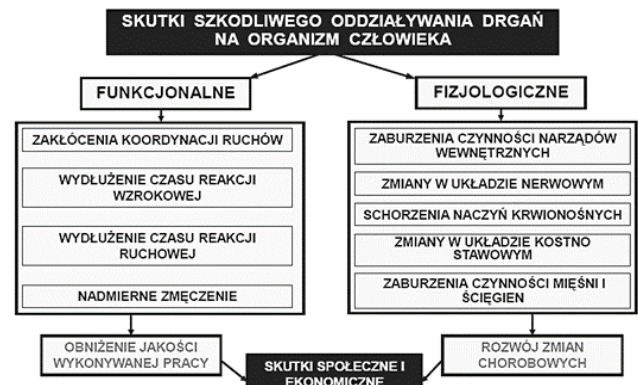 SKUTKI SZKODLIWEGO ODDZIAŁYWANIA DRGAŃ
NA ORGANIZM CZŁOWIEKA
FUNKCJONALNE
ZAKŁÓCENIA KOORDYNACJI RUCHÓW
WYDŁUŻENIE CZASU REAKCJI
WZROKOWEJ
WYDŁUŻENIE CZASU REAKCJI
RUCHOWEJ
NADMIERNE ZMĘCZENIE
OBNIŻENIE JAKOŚCI
WYKONYWANEJ PRACY
FIZJOLOGICZNE
ZABURZENIA CZYNNOŚCI NARZĄDÓW
WEWNĘTRZNYCH
ZMIANY W UKŁADZIE NERWOWYM
SCHORZENIA NACZYŃ KRWIONOŚNYCH
ZMIANY W UKŁADZIE KOSTNO
STAWOWYM
ZABURZENIA CZYNNOŚCI MIĘŚNI I
ŚCIĘGIEN
ROZWÓJ ZMIAN
CHOROBOWYCH
SKUTKI SPOŁECZNE I
EKONOMICZNE